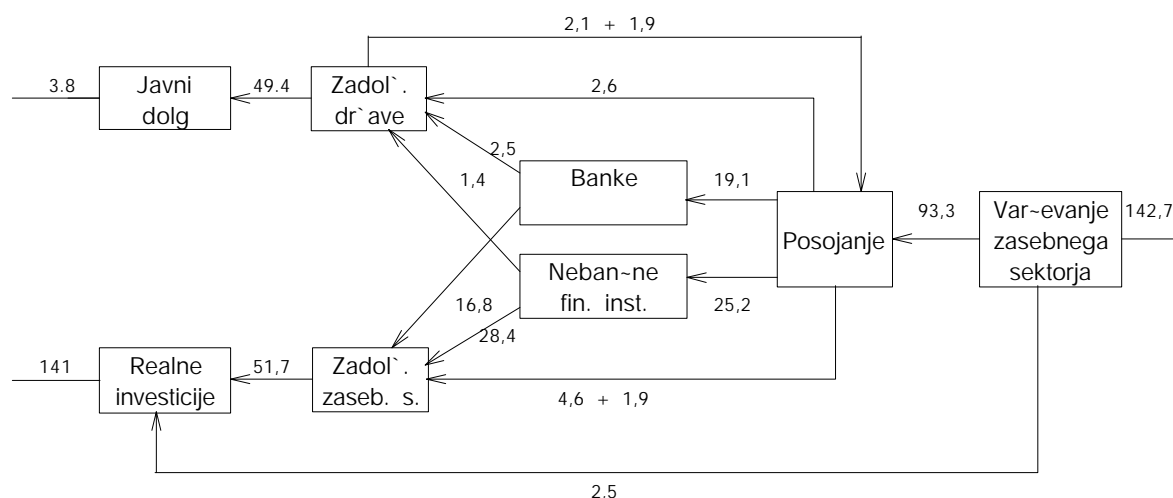 2,1 + 1,9
3.8
Javni
dolg
49.4
Zadol`.
dr`ave
2,6
2,5
1,4
Banke
19,1
Posojanje
93,3
Var~evanje
zasebnega
sektorja
142,7
Neban~ne
fin. inst.
25,2
16,8
28,4
141
Realne
investicije
51,7
Zadol`.
zaseb. s.
4,6 + 1,9
2,5